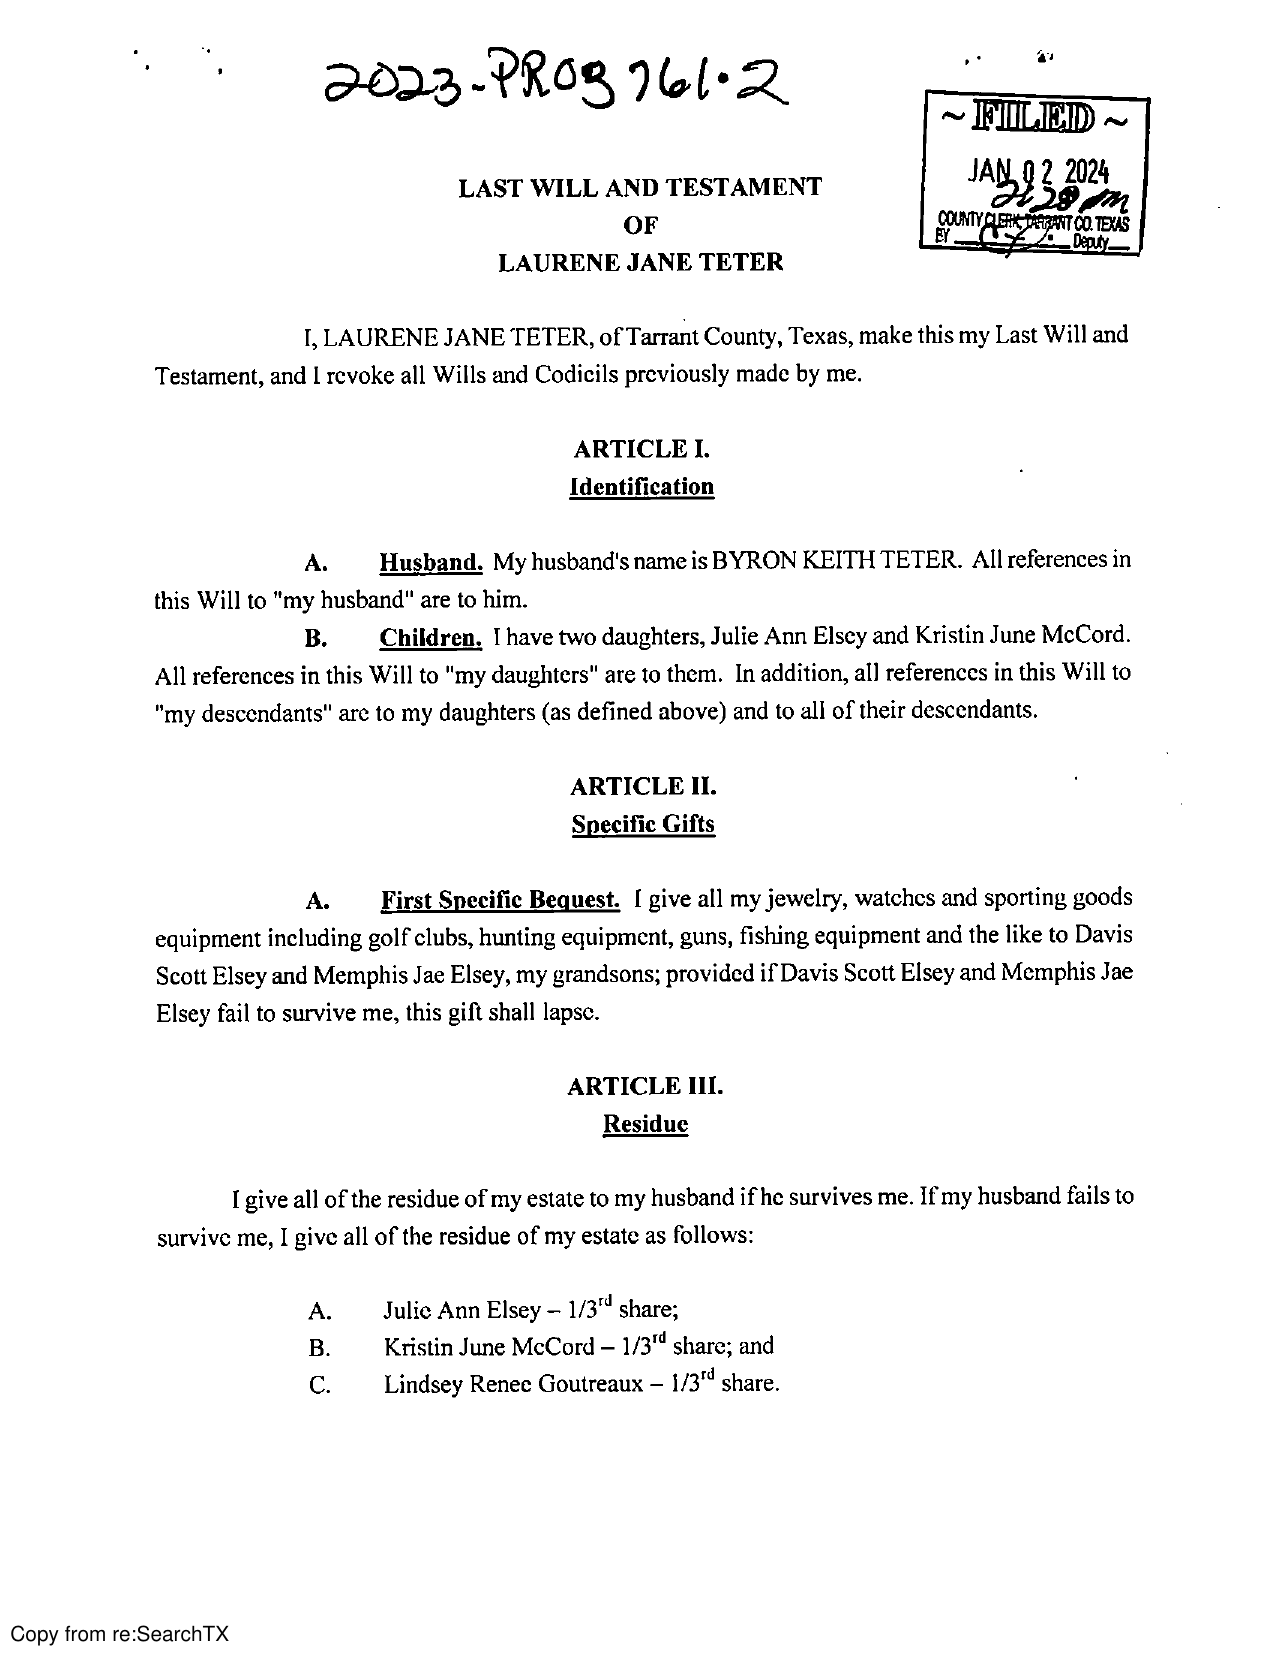 2023-PRO3761-2
~ FILED ~
JAN 02 2024
COUNTY CLERK, TARRANT CO. TEXAS
BY Deputy
LAST WILL AND TESTAMENT
OF
LAURENE JANE TETER
I, LAURENE JANE TETER, of Tarrant County, Texas, make this my Last Will and
Testament, and I revoke all Wills and Codicils previously made by me.
ARTICLE I.
Identification
A. Husband. My husband's name is BYRON KEITH TETER. All references in
this Will to "my husband" are to him.
B. Children. I have two daughters, Julie Ann Elsey and Kristin June McCord.
All references in this Will to "my daughters" are to them. In addition, all references in this Will to
"my descendants" are to my daughters (as defined above) and to all of their descendants.
ARTICLE II.
Specific Gifts
A. First Specific Bequest. I give all my jewelry, watches and sporting goods
equipment including golf clubs, hunting equipment, guns, fishing equipment and the like to Davis
Scott Elsey and Memphis Jae Elsey, my grandsons; provided if Davis Scott Elsey and Memphis Jae
Elsey fail to survive me, this gift shall lapse.
ARTICLE III.
Residue
I give all of the residue of my estate to my husband if he survives me. If my husband fails to
survive me, I give all of the residue of my estate as follows:
A. Julie Ann Elsey – 1/3rd share;
B. Kristin June McCord – 1/3rd share; and
C. Lindsey Renee Goutreaux – 1/3rd share.
Copy from re:SearchTX